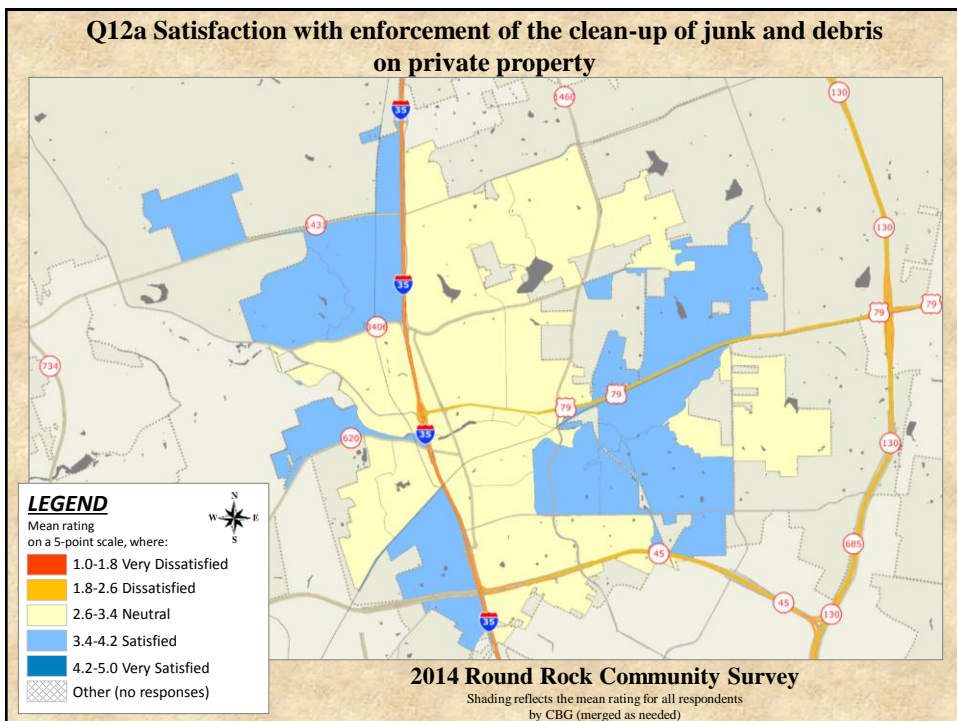 Q12a Satisfaction with enforcement of the clean-up of junk and debris
on private property
35
1460
130
1431
130
35
79
79
3406
734
79
79
35
620
130
45
685
45
130
35
LEGEND
N
W E
S
Mean rating
on a 5-point scale, where:
1.0-1.8 Very Dissatisfied
1.8-2.6 Dissatisfied
2.6-3.4 Neutral
3.4-4.2 Satisfied
4.2-5.0 Very Satisfied
Other (no responses)
2014 Round Rock Community Survey
Shading reflects the mean rating for all respondents
by CBG (merged as needed)